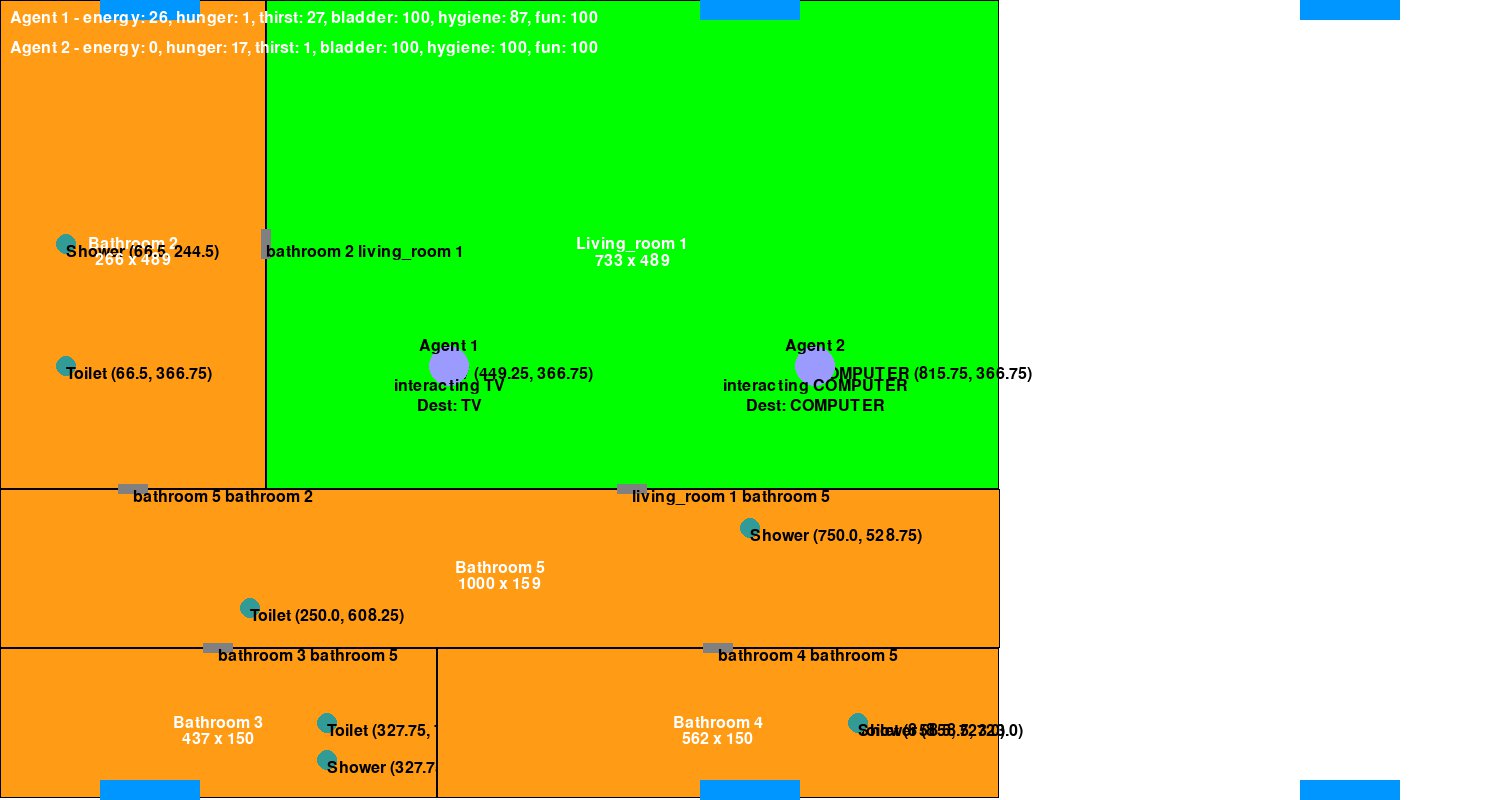 Agent 1 - energy: 26, hunger: 1, thirst: 27, bladder: 100, hygiene: 87, fun: 100
Agent 2 - energy: 0, hunger: 17, thirst: 1, bladder: 100, hygiene: 100, fun: 100
Bathroom 2
Shower (66.5, 244.5)
266 x 489
bathroom 2 living_room 1
Living_room 1
733 x 489
Agent 1
(449.25, 366.75)
interacting TV
Dest: TV
Agent 2
COMPUTER (815.75, 366.75)
interacting COMPUTER
Dest: COMPUTER
Toilet (66.5, 366.75)
bathroom 5 bathroom 2
living_room 1 bathroom 5
Shower (750.0, 528.75)
Bathroom 5
1000 x 159
Toilet (250.0, 608.25)
bathroom 3 bathroom 5
bathroom 4 bathroom 5
Bathroom 3
437 x 150
Toilet (327.75,
Shower (327.7
Bathroom 4
562 x 150